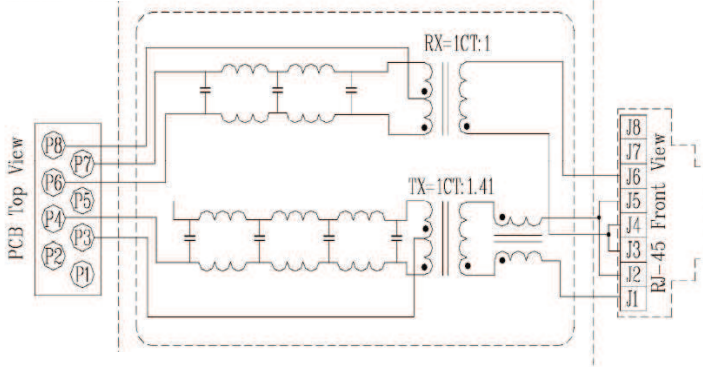 RX=1CT:1
TX=1CT:1.41
PCB Top View
P8
P7
P6
P5
P4
P3
P2
P1
J8
J7
J6
J5
J4
J3
J2
J1
RJ-45 Front View